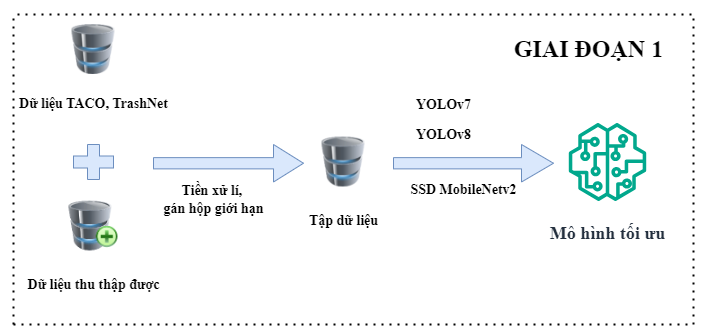 GIAI ĐOẠN 1
Dữ liệu TACO, TrashNet
Dữ liệu thu thập được
Tiền xử lí,
gán hộp giới hạn
Tập dữ liệu
YOLOv7
YOLOv8
SSD MobileNetv2
Mô hình tối ưu